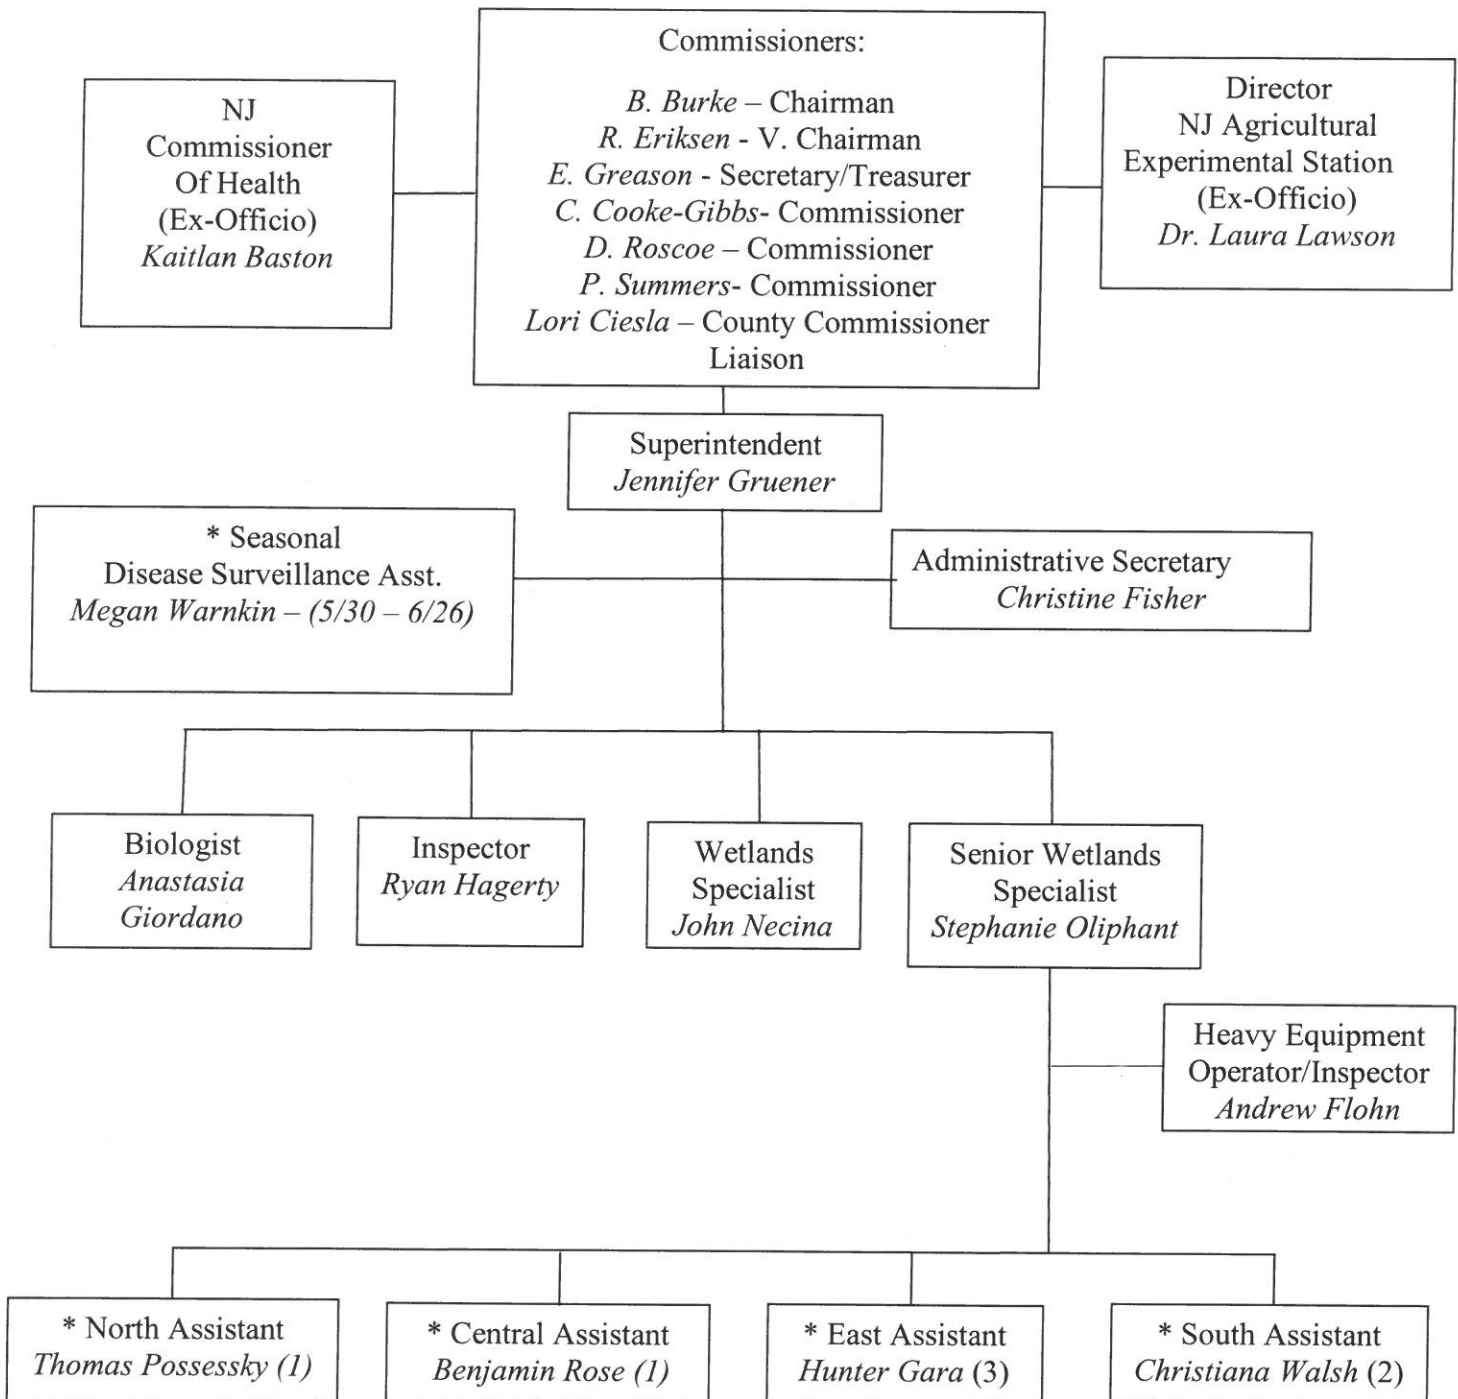 Commissioners:
B. Burke – Chairman
R. Eriksen - V. Chairman
E. Greason - Secretary/Treasurer
C. Cooke-Gibbs- Commissioner
D. Roscoe – Commissioner
P. Summers- Commissioner
Lori Ciesla – County Commissioner
Liaison
NJ
Commissioner
Of Health
(Ex-Officio)
Kaitlan Baston
Director
NJ Agricultural
Experimental Station
(Ex-Officio)
Dr. Laura Lawson
Superintendent
Jennifer Gruener
* Seasonal
Disease Surveillance Asst.
Megan Warnkin – (5/30 – 6/26)
Administrative Secretary
Christine Fisher
Biologist
Anastasia
Giordano
Inspector
Ryan Hagerty
Wetlands
Specialist
John Necina
Senior Wetlands
Specialist
Stephanie Oliphant
Heavy Equipment
Operator/Inspector
Andrew Flohn
* North Assistant
Thomas Possessky (1)
* Central Assistant
Benjamin Rose (1)
* East Assistant
Hunter Gara (3)
* South Assistant
Christiana Walsh (2)